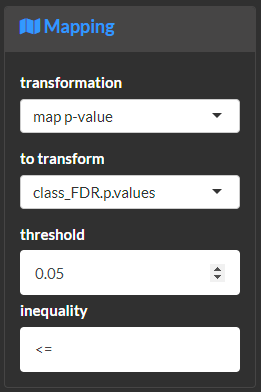 Mapping
transformation
map p-value
to transform
class_FDR.p.values
threshold
0.05
inequality
<=